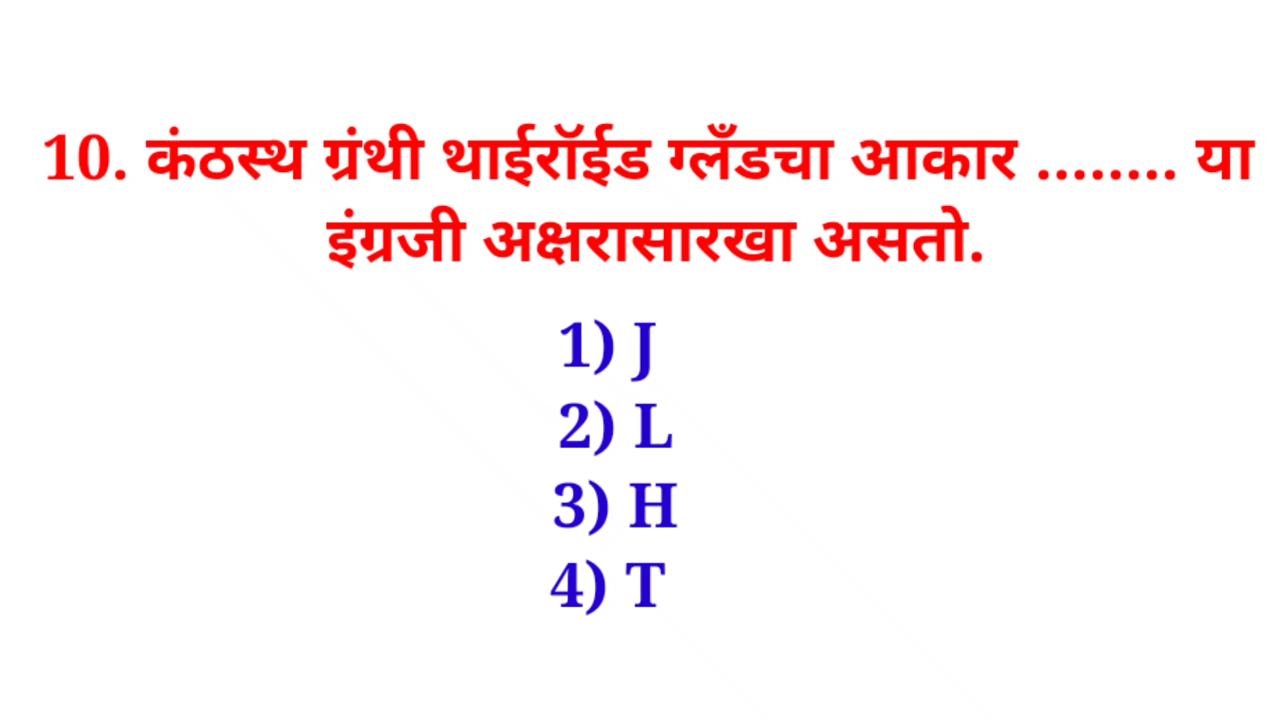 10. कंठस्थ ग्रंथी थाईरॉईड ग्लँडचा आकार ........ या
इंग्रजी अक्षरासारखा असतो.
1) J
2) L
3) H
4) T